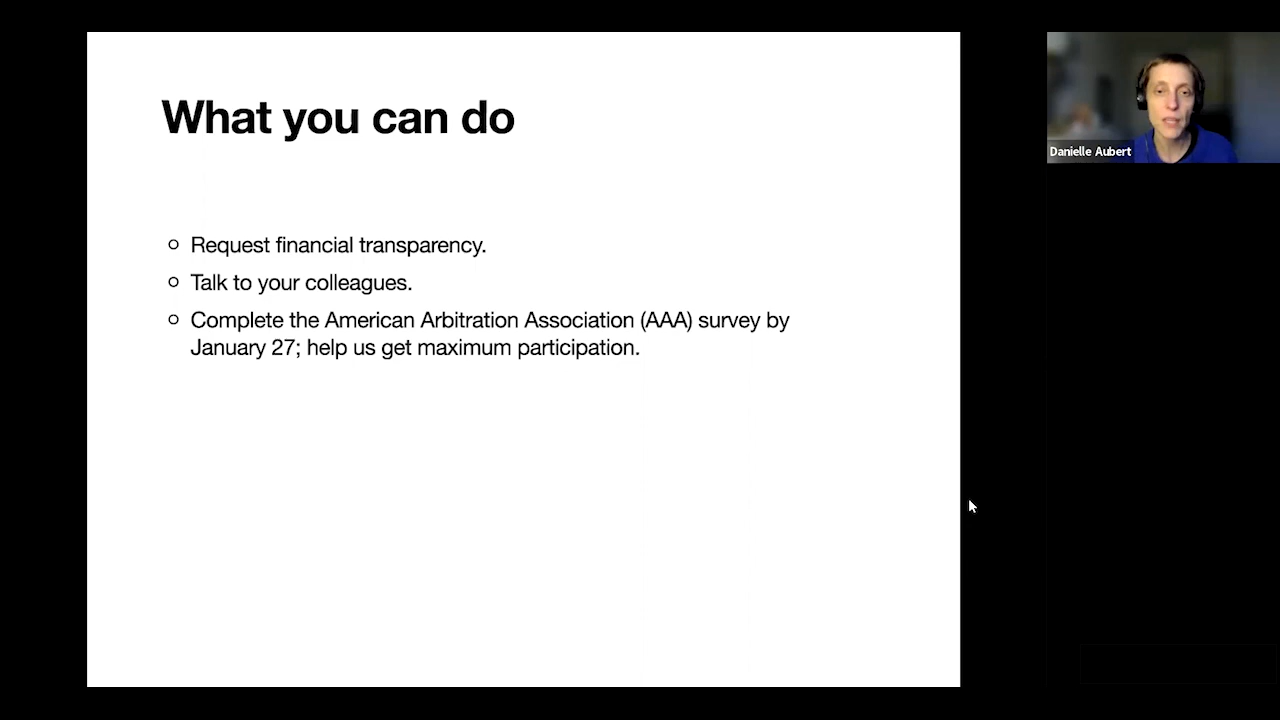 What you can do
Request financial transparency.
Talk to your colleagues.
Complete the American Arbitration Association (AAA) survey by
January 27; help us get maximum participation.
Danielle Aubert